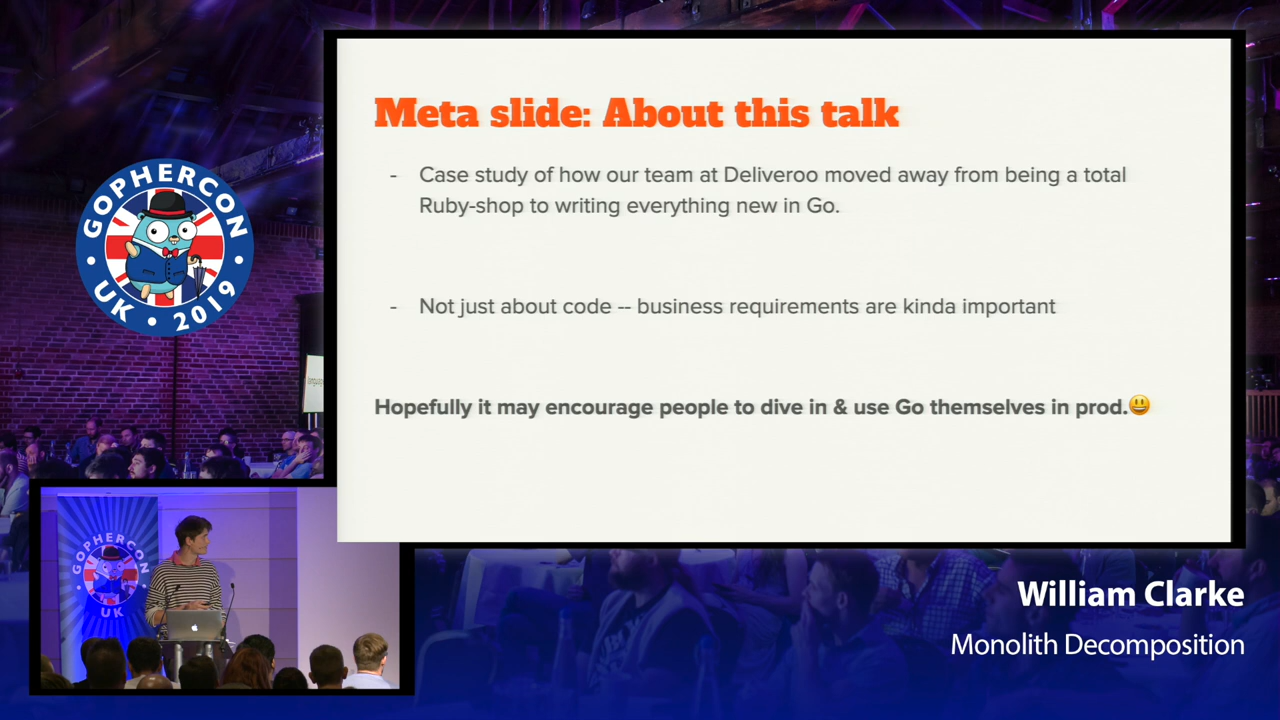 Meta slide: About this talk
- Case study of how our team at Deliveroo moved away from being a total
Ruby-shop to writing everything new in Go.
- Not just about code -- business requirements are kinda important
Hopefully it may encourage people to dive in & use Go themselves in prod.😃
GOPHERCON
UK • 2019
GOPHERCON
UK
William Clarke
Monolith Decomposition